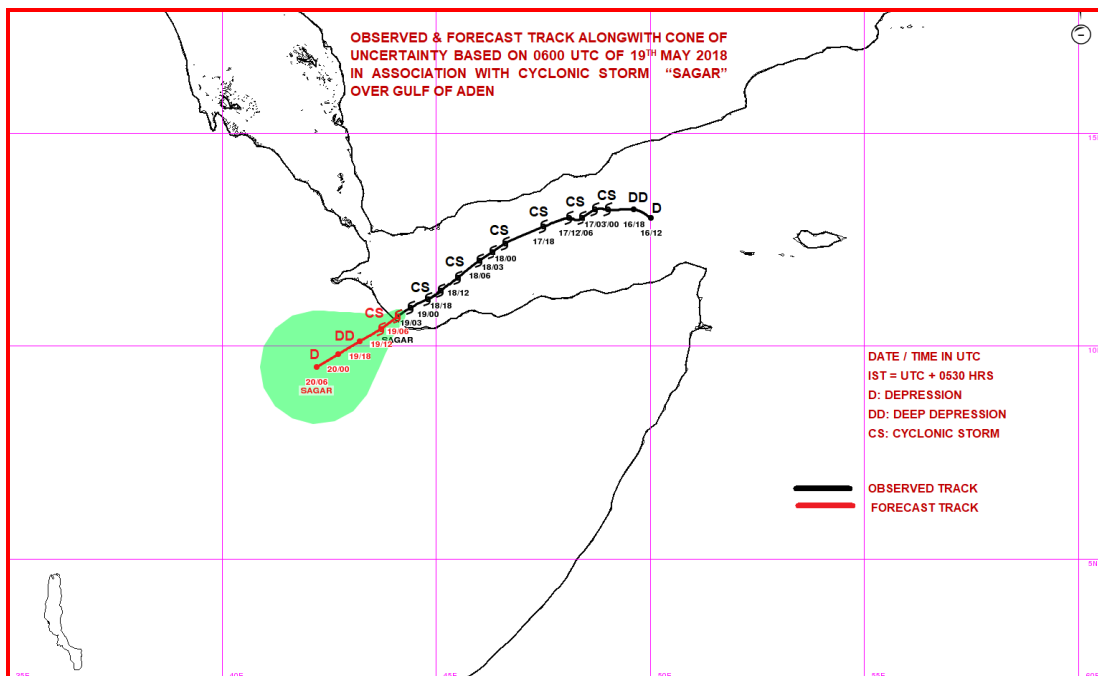 OBSERVED & FORECAST TRACK ALONGWITH CONE OF
UNCERTAINTY BASED ON 0600 UTC OF 19TH MAY 2018
IN ASSOCIATION WITH CYCLONIC STORM “SAGAR”
OVER GULF OF ADEN
15N
CS
CS
CS
DD
D
17/18
17/12
/06
17/03
/00
16/18
16/12
CS
18/00
18/03
CS
18/06
18/12
CS
18/18
19/00
19/03
CS
19/06
SAGAR
19/12
DD
19/18
D
20/00
20/06
SAGAR
10N
DATE / TIME IN UTC
IST = UTC + 0530 HRS
D: DEPRESSION
DD: DEEP DEPRESSION
CS: CYCLONIC STORM
OBSERVED TRACK
FORECAST TRACK
5N
35E
40E
45E
50E
55E
60E